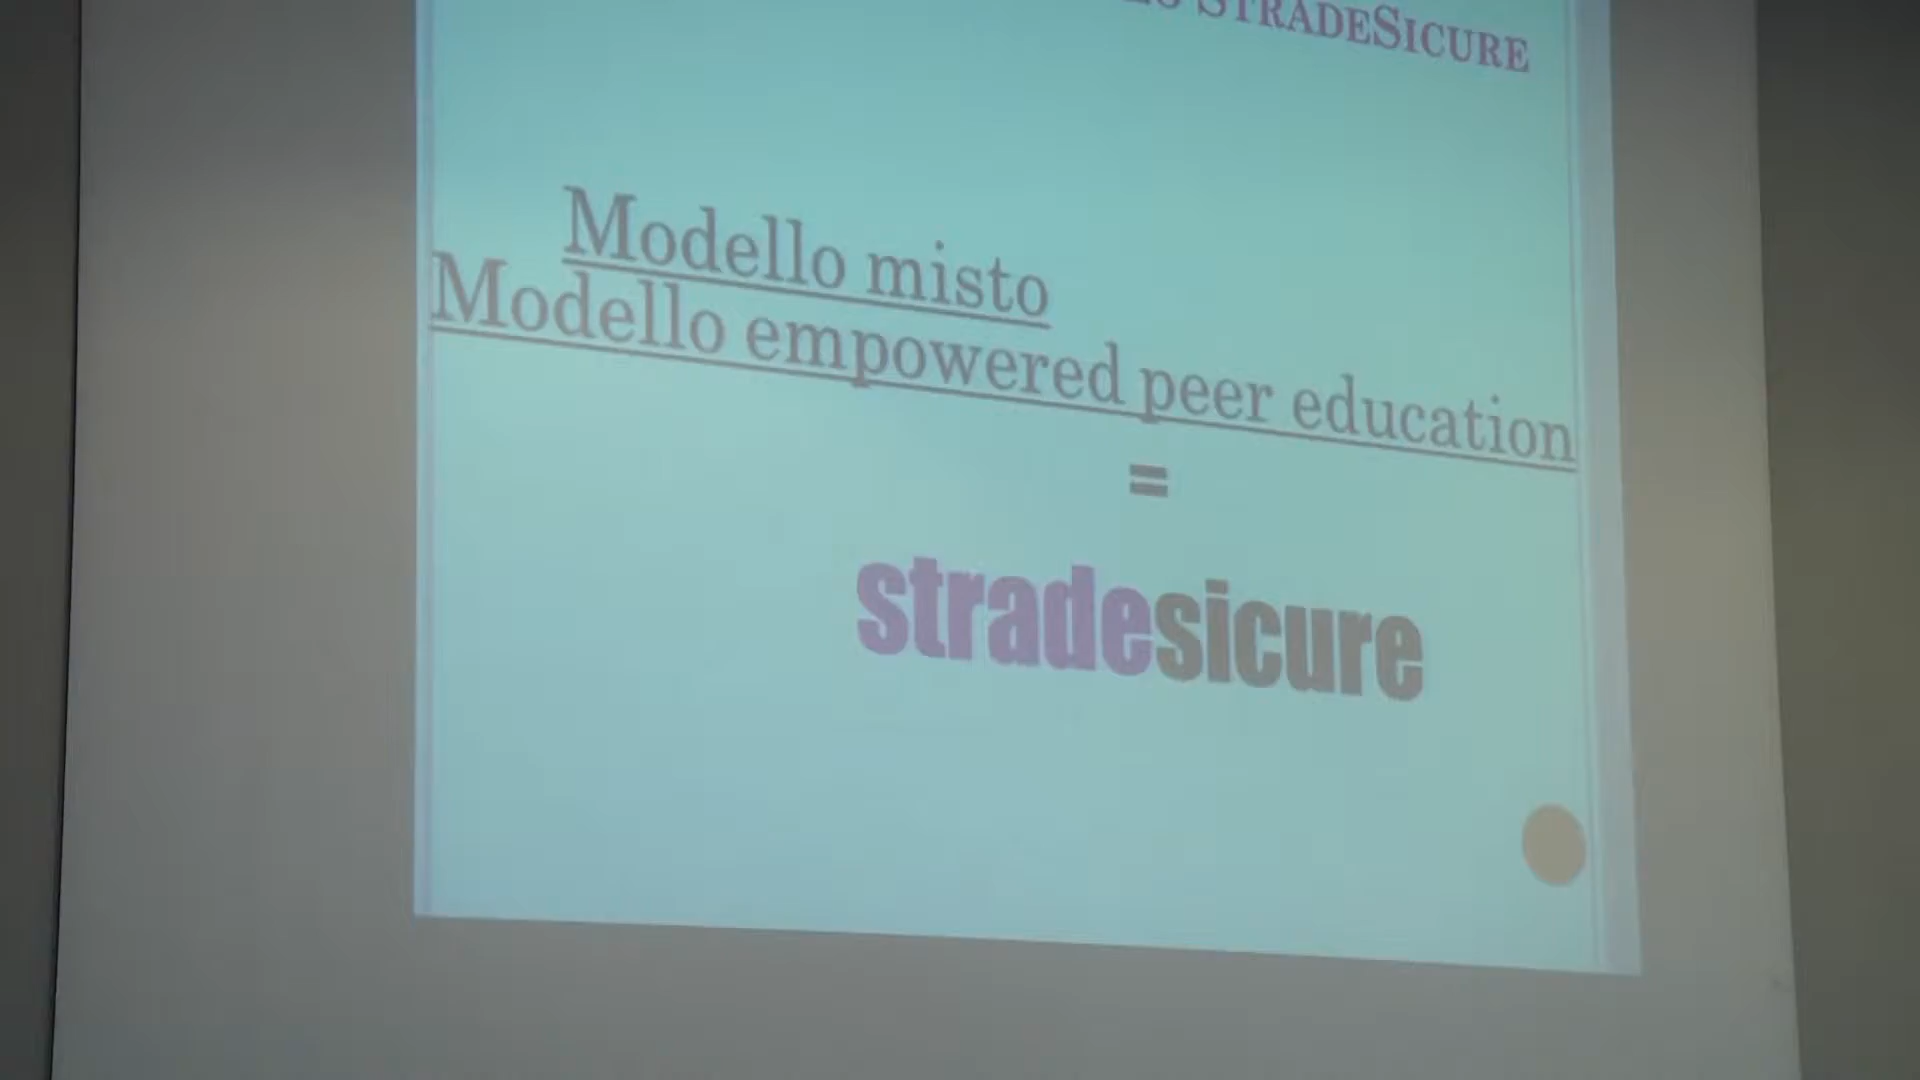 STRADESICURE
Modello misto
Modello empowered peer education
=
stradesicure